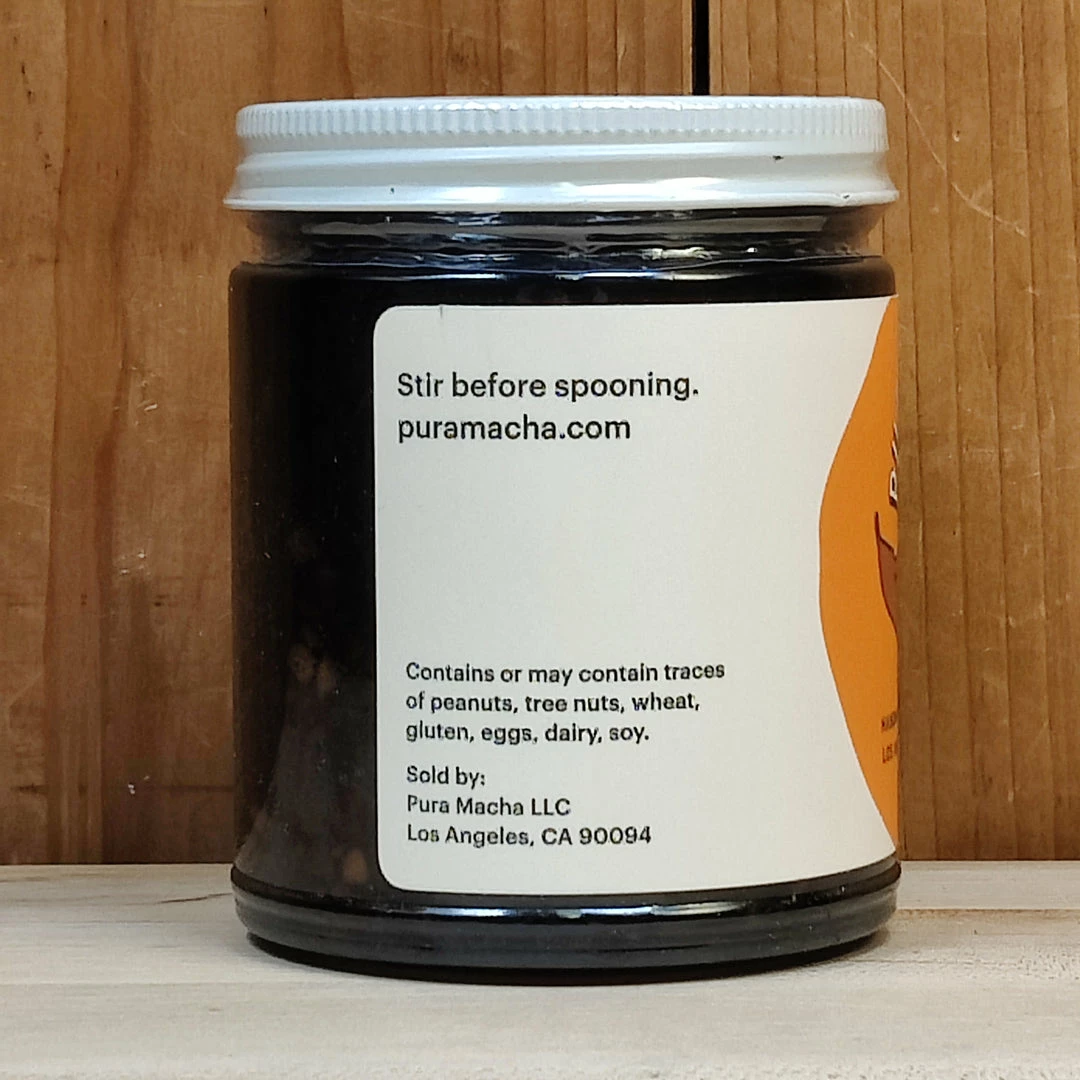 Stir before spooning.
puramacha.com
Contains or may contain traces
of peanuts, tree nuts, wheat,
gluten, eggs, dairy, soy.
Sold by:
Pura Macha LLC
Los Angeles, CA 90094